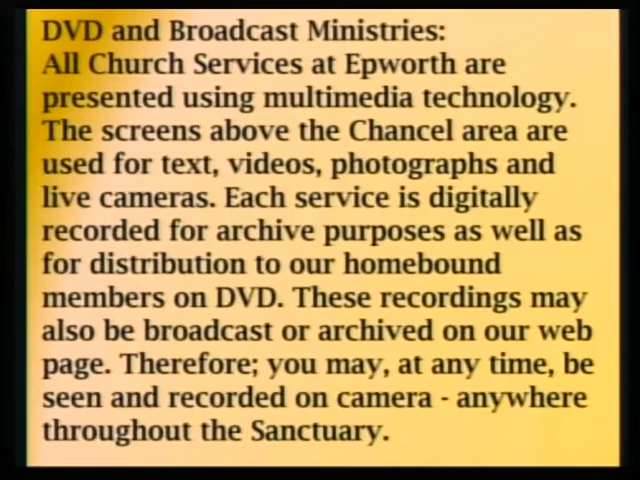 DVD and Broadcast Ministries:
All Church Services at Epworth are
presented using multimedia technology.
The screens above the Chancel area are
used for text, videos, photographs and
live cameras. Each service is digitally
recorded for archive purposes as well as
for distribution to our homebound
members on DVD. These recordings may
also be broadcast or archived on our web
page. Therefore; you may, at any time, be
seen and recorded on camera - anywhere
throughout the Sanctuary.